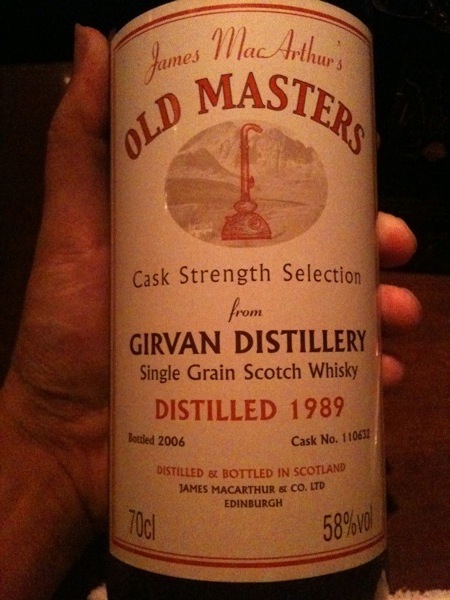 James MacArthur's
OLD MASTERS
Cask Strength Selection
from
GIRVAN DISTILLERY
Single Grain Scotch Whisky
DISTILLED 1989
Bottled 2006 Cask No. 110632
DISTILLED & BOTTLED IN SCOTLAND
JAMES MACARTHUR & CO. LTD
EDINBURGH
70cl 58%vol